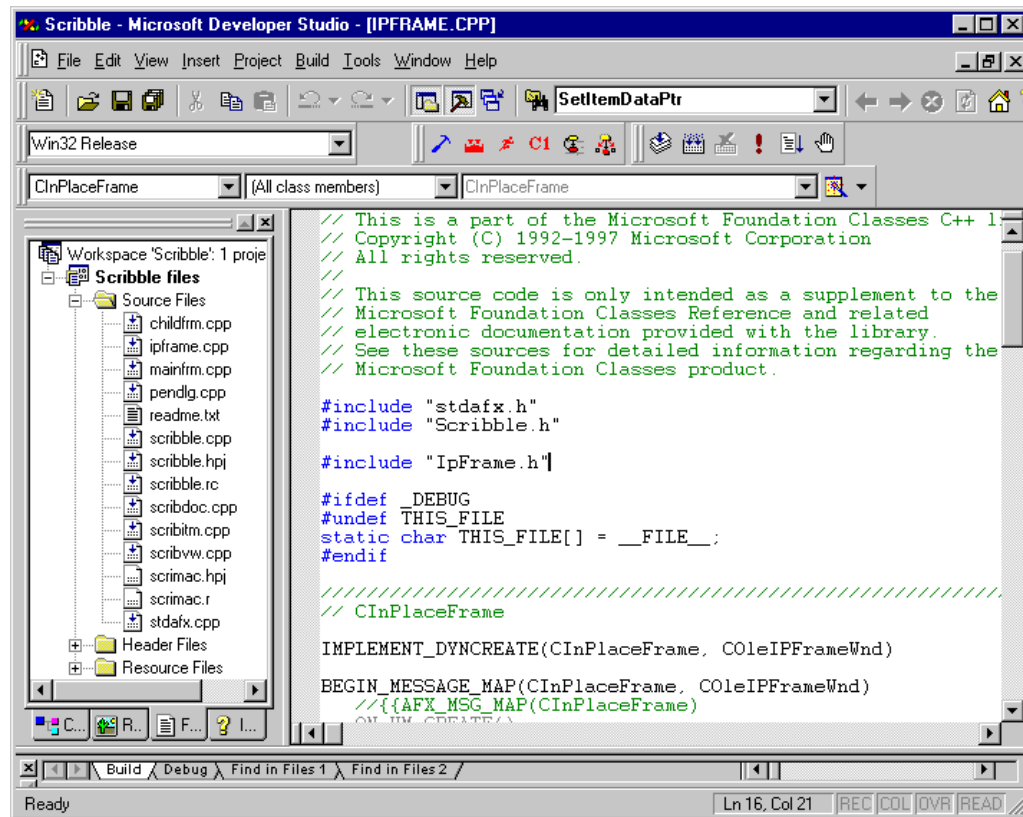 Scribble - Microsoft Developer Studio - [IPFRAME.CPP]
File Edit View Insert Project Build Tools Window Help
SetItemDataPtr
Win32 Release
C1
CInPlaceFrame
(All class members)
CInPlaceFrame
Workspace 'Scribble': 1 proje
Scribble files
Source Files
childfrm.cpp
ipframe.cpp
mainfrm.cpp
pendlg.cpp
readme.txt
scribble.cpp
scribble.hpj
scribble.rc
scribdoc.cpp
scribitm.cpp
scribvw.cpp
scrimac.hpj
scrimac.r
stdafx.cpp
Header Files
Resource Files
C... R.. F... I...
// This is a part of the Microsoft Foundation Classes C++ l
// Copyright (C) 1992-1997 Microsoft Corporation
// All rights reserved.
//
// This source code is only intended as a supplement to the
// Microsoft Foundation Classes Reference and related
// electronic documentation provided with the library.
// See these sources for detailed information regarding the
// Microsoft Foundation Classes product.
#include "stdafx.h"
#include "Scribble.h"
#include "IpFrame.h"
#ifdef _DEBUG
#undef THIS_FILE
static char THIS_FILE[] = __FILE__;
#endif
/////////////////////////////////////////////////////////////
// CInPlaceFrame
IMPLEMENT_DYNCREATE(CInPlaceFrame, COleIPFrameWnd)
BEGIN_MESSAGE_MAP(CInPlaceFrame, COleIPFrameWnd)
//{{AFX_MSG_MAP(CInPlaceFrame)
ON_WM_CREATE()
Build Debug Find in Files 1 Find in Files 2
Ready
Ln 16, Col 21 REC COL OVR READ